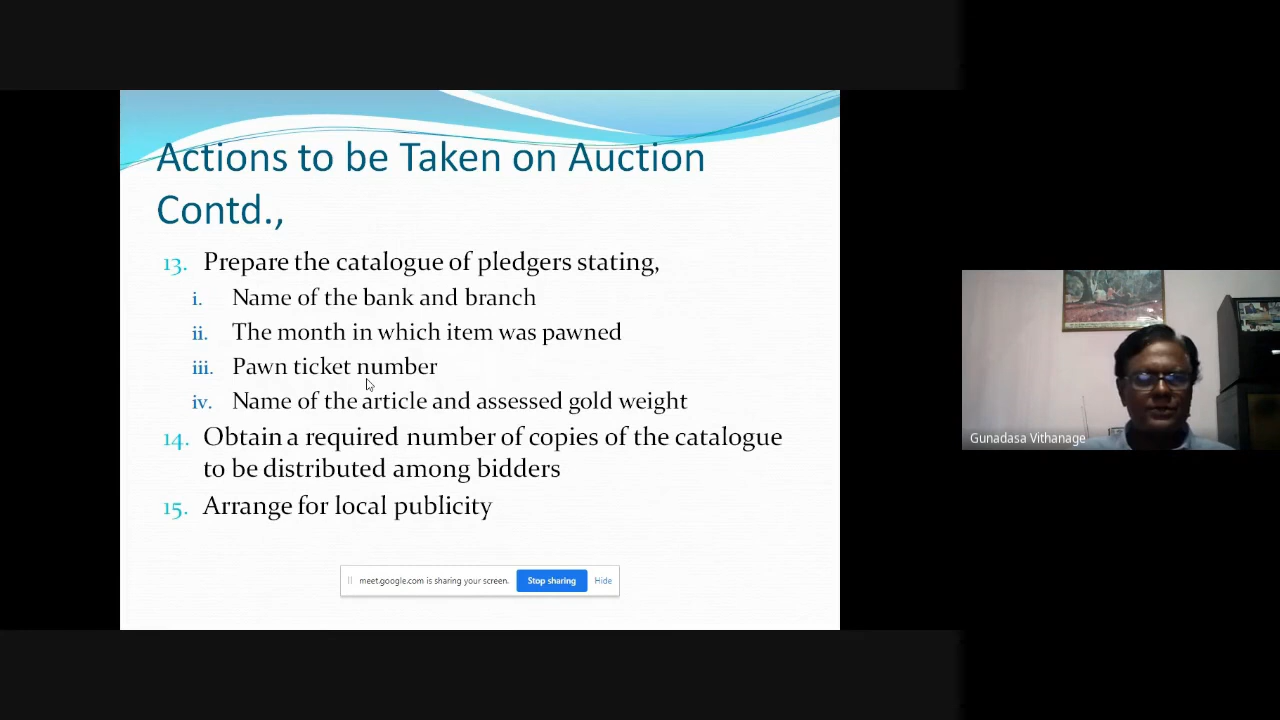 Actions to be Taken on Auction
Contd.,
13. Prepare the catalogue of pledgers stating,
i. Name of the bank and branch
ii. The month in which item was pawned
iii. Pawn ticket number
iv. Name of the article and assessed gold weight
14. Obtain a required number of copies of the catalogue
to be distributed among bidders
15. Arrange for local publicity
meet.google.com is sharing your screen. Stop sharing Hide
Gunadasa Vithanage